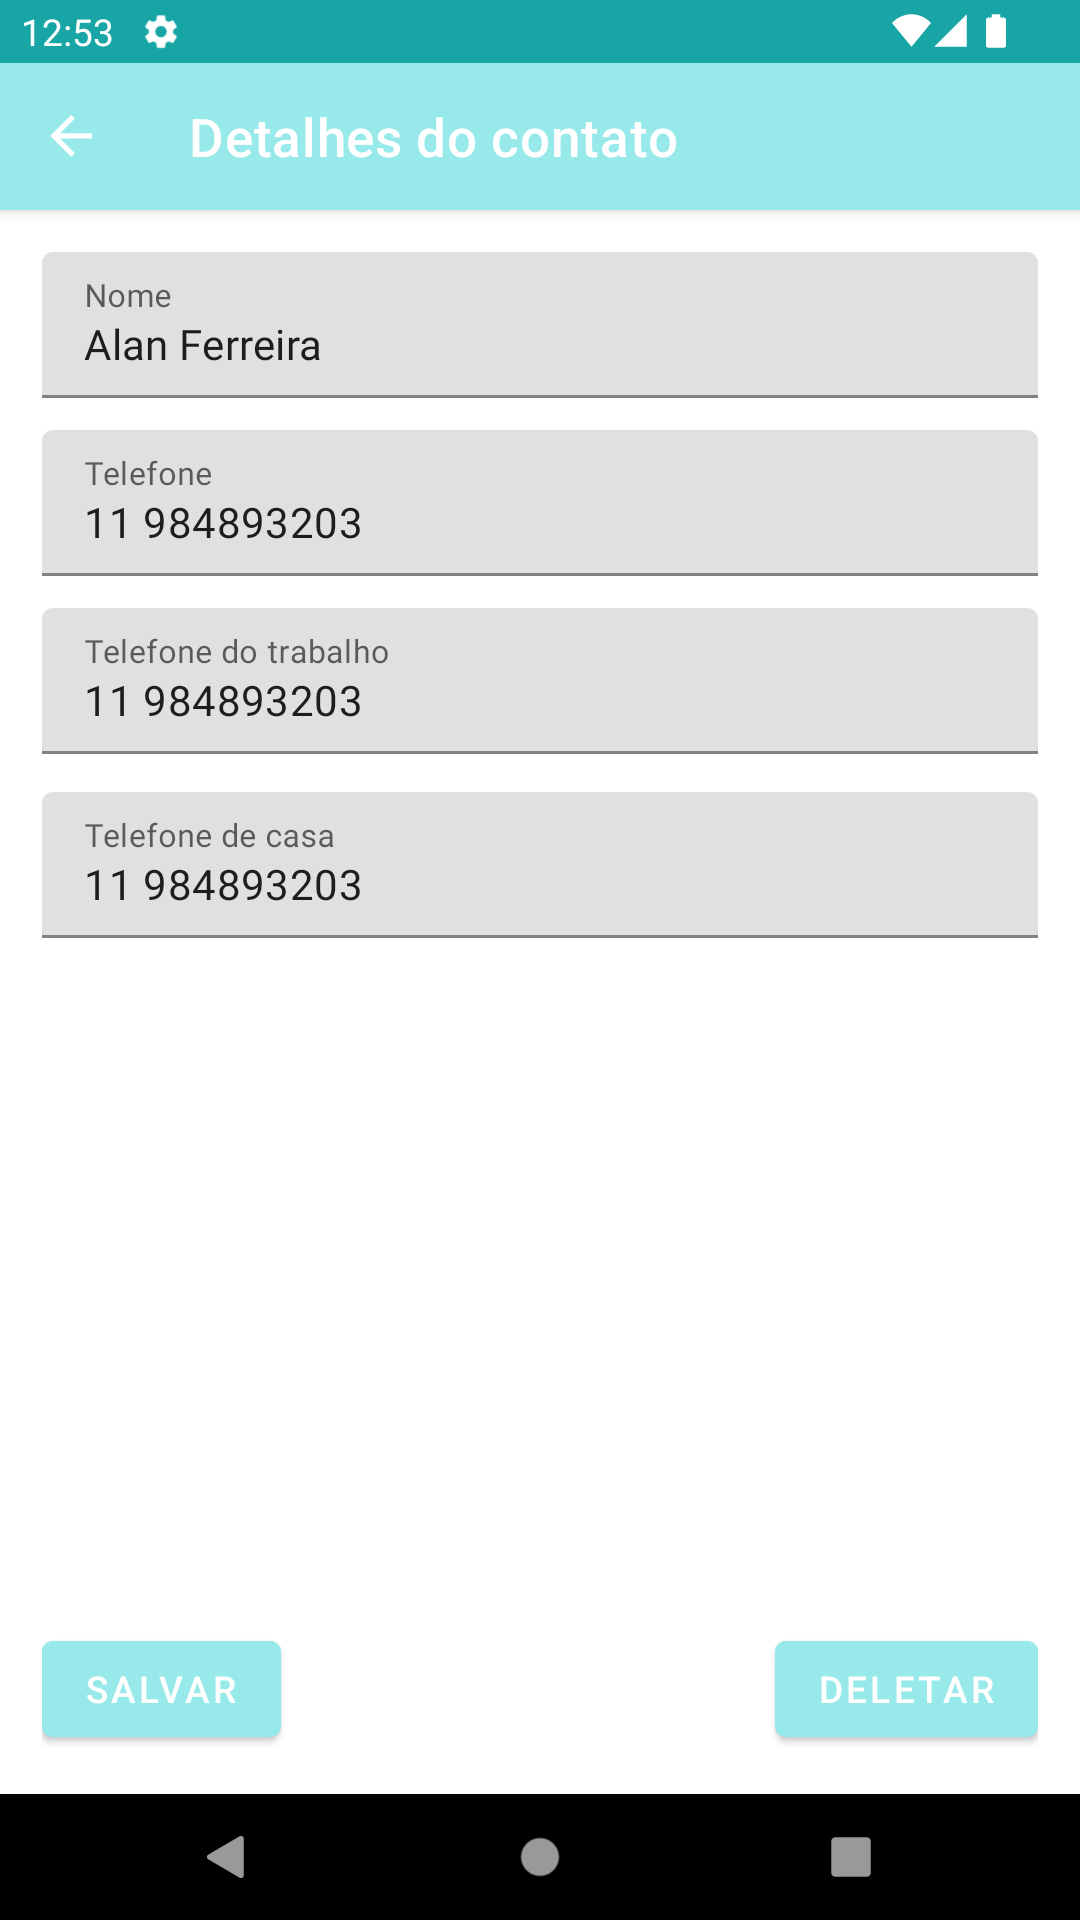 12:53
Detalhes do contato
Nome
Alan Ferreira
Telefone
11 984893203
Telefone do trabalho
11 984893203
Telefone de casa
11 984893203
SALVAR
DELETAR